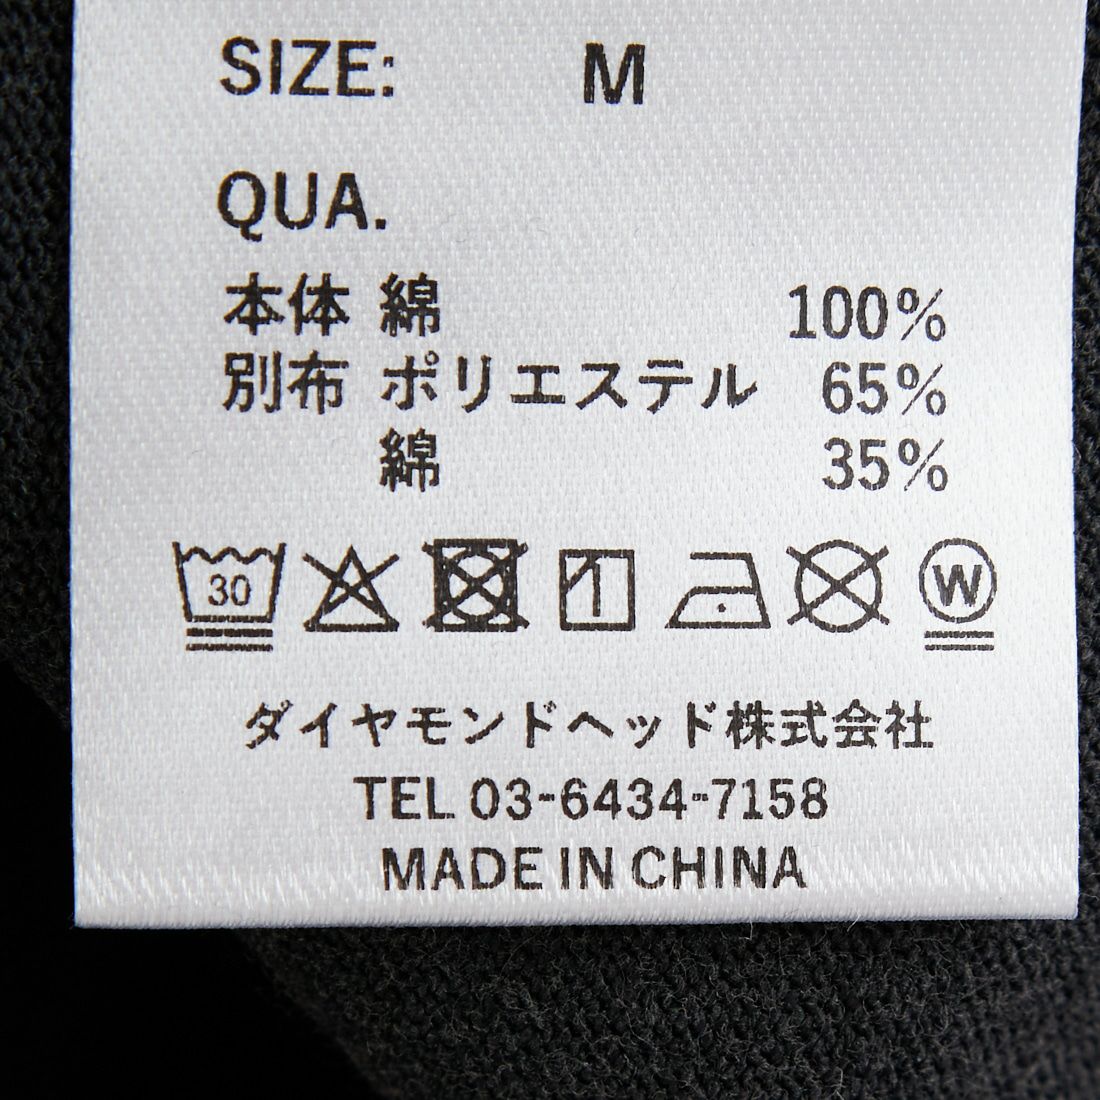 SIZE: M
QUA.
本体 綿 100%
別布 ポリエステル 65%
綿 35%
30 W
ダイヤモンドヘッド株式会社
TEL 03-6434-7158
MADE IN CHINA